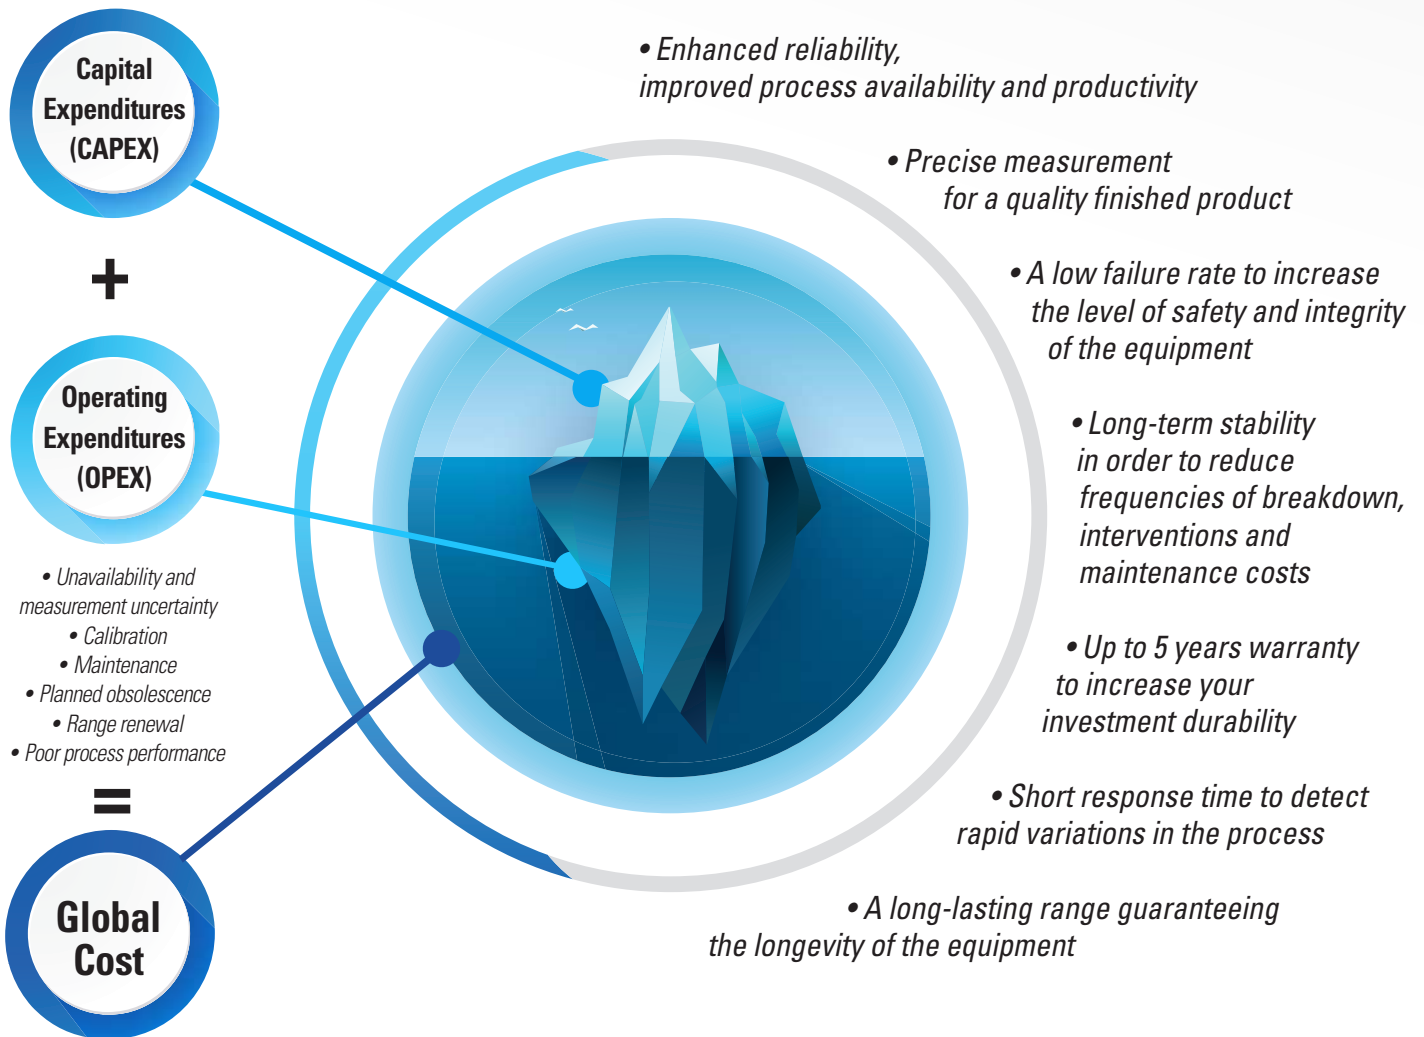 Capital
Expenditures
(CAPEX)
+
Operating
Expenditures
(OPEX)
• Unavailability and
measurement uncertainty
• Calibration
• Maintenance
• Planned obsolescence
• Range renewal
• Poor process performance
=
Global
Cost
• Enhanced reliability,
improved process availability and productivity
• Precise measurement
for a quality finished product
• A low failure rate to increase
the level of safety and integrity
of the equipment
• Long-term stability
in order to reduce
frequencies of breakdown,
interventions and
maintenance costs
• Up to 5 years warranty
to increase your
investment durability
• Short response time to detect
rapid variations in the process
• A long-lasting range guaranteeing
the longevity of the equipment